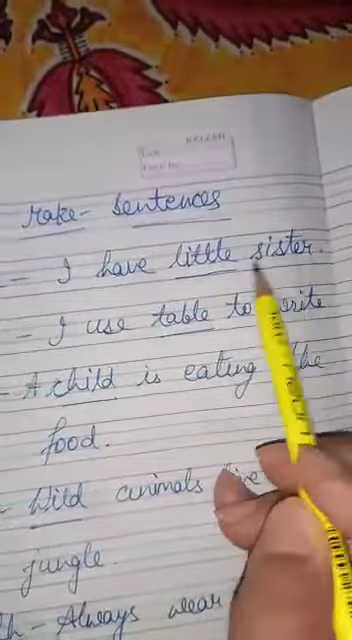 Make - Sentences
- I have little sister.
- I use table to write
- A child is eating the
food.
- Wild animals live
jungle.
th - Always wear